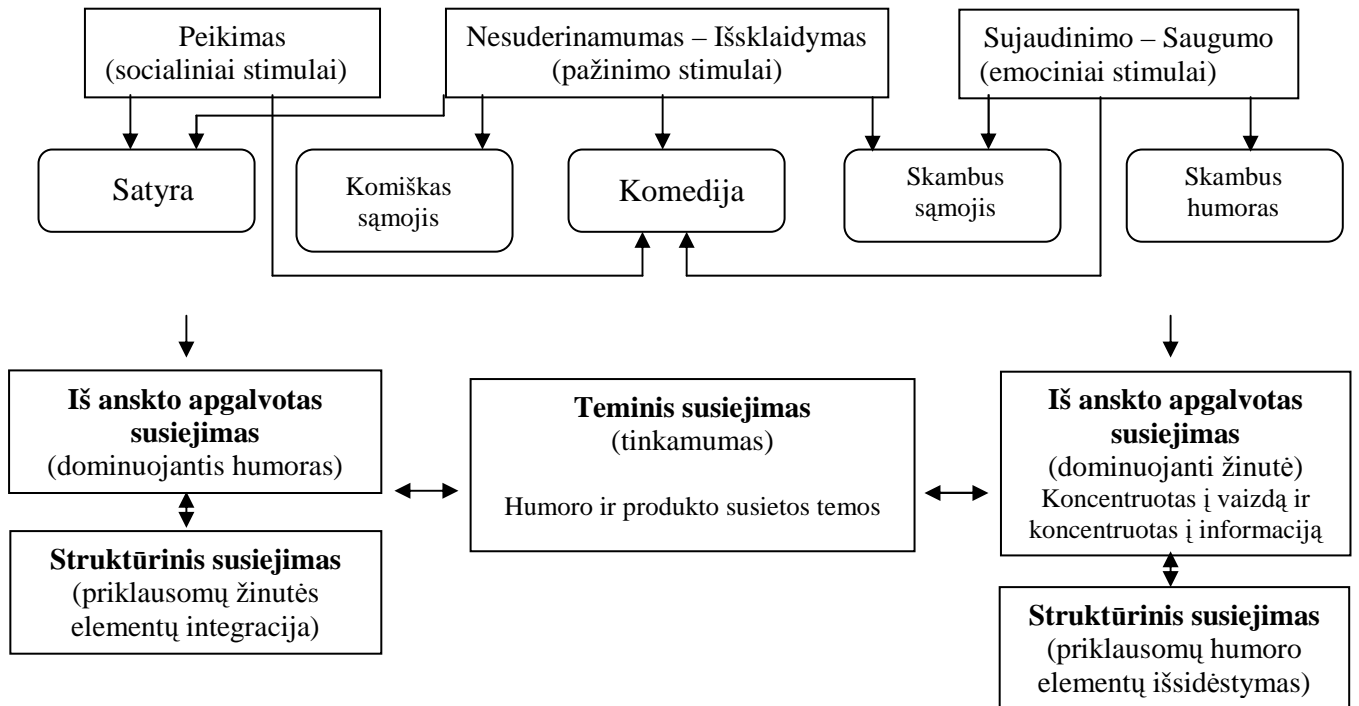 Peikimas
(socialiniai stimulai)
Nesuderinamumas – Išsklaidymas
(pažinimo stimulai)
Sujaudinimo – Saugumo
(emociniai stimulai)
Satyra
Komiškas
sąmojis
Komedija
Skambus
sąmojis
Skambus
humoras
Iš anskto apgalvotas
susiejimas
(dominuojantis humoras)
Teminis susiejimas
(tinkamumas)
Humoro ir produkto susietos temos
Iš anskto apgalvotas
susiejimas
(dominuojanti žinutė)
Koncentruotas į vaizdą ir
koncentruotas į informaciją
Struktūrinis susiejimas
(priklausomų žinutės
elementų integracija)
Struktūrinis susiejimas
(priklausomų humoro
elementų išsidėstymas)